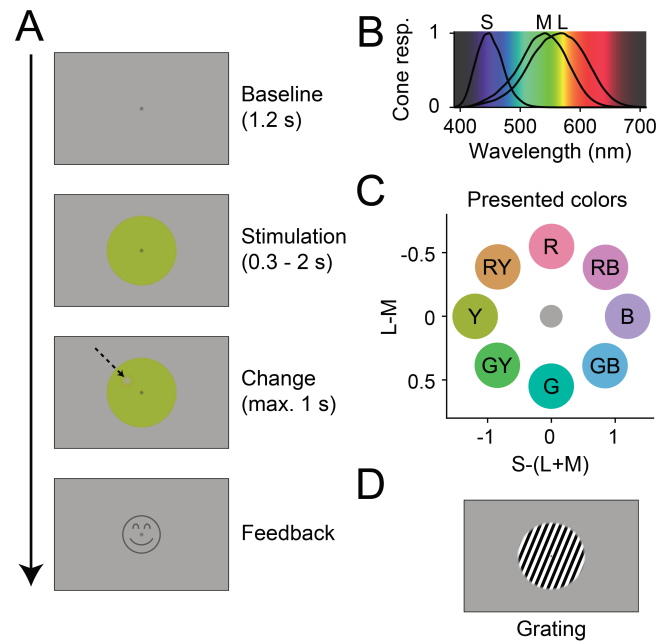 A
Baseline
(1.2 s)
Stimulation
(0.3 - 2 s)
Change
(max. 1 s)
Feedback
B
S M L
Cone resp.
1
0
400 500 600 700
Wavelength (nm)
C
Presented colors
L-M
-0.5
0
0.5
R
RY RB
Y B
GY GB
G
-1 0 1
S-(L+M)
D
Grating